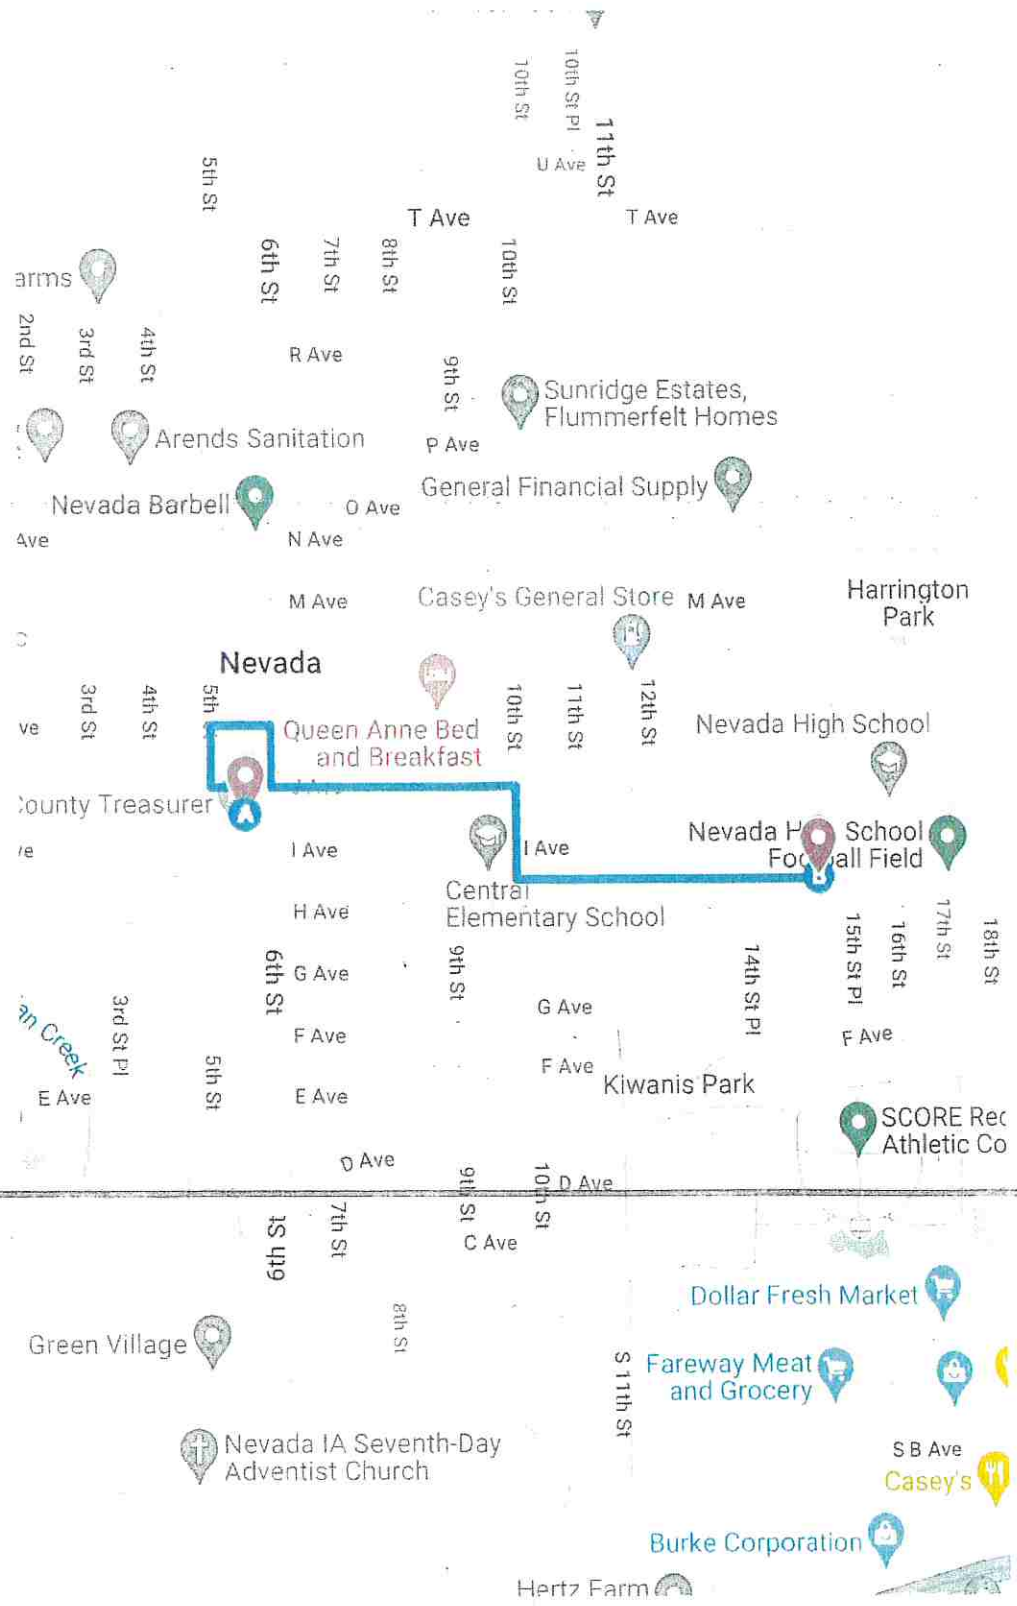 10th St
10th St Pl
11th St
U Ave
5th St
T Ave
T Ave
6th St
7th St
8th St
10th St
arms
2nd St
3rd St
4th St
R Ave
9th St
Sunridge Estates,
Flummerfelt Homes
Arends Sanitation
P Ave
General Financial Supply
Nevada Barbell
O Ave
Ave
N Ave
M Ave
Casey's General Store
M Ave
Harrington
Park
Nevada
3rd St
4th St
5th
10th St
11th St
12th St
ve
Queen Anne Bed
and Breakfast
Nevada High School
ounty Treasurer
Nevada H School
Foo all Field
I Ave
I Ave
Central
Elementary School
H Ave
6th St
G Ave
9th St
14th St Pl
15th St Pl
16th St
17th St
18th St
an Creek
3rd St Pl
G Ave
F Ave
F Ave
F Ave
5th St
E Ave
E Ave
Kiwanis Park
SCORE Rec
Athletic Co
D Ave
9th St
10th St
D Ave
6th St
7th St
C Ave
Dollar Fresh Market
Green Village
8th St
S 11th St
Fareway Meat
and Grocery
Nevada IA Seventh-Day
Adventist Church
S B Ave
Casey's
Burke Corporation
Hertz Farm